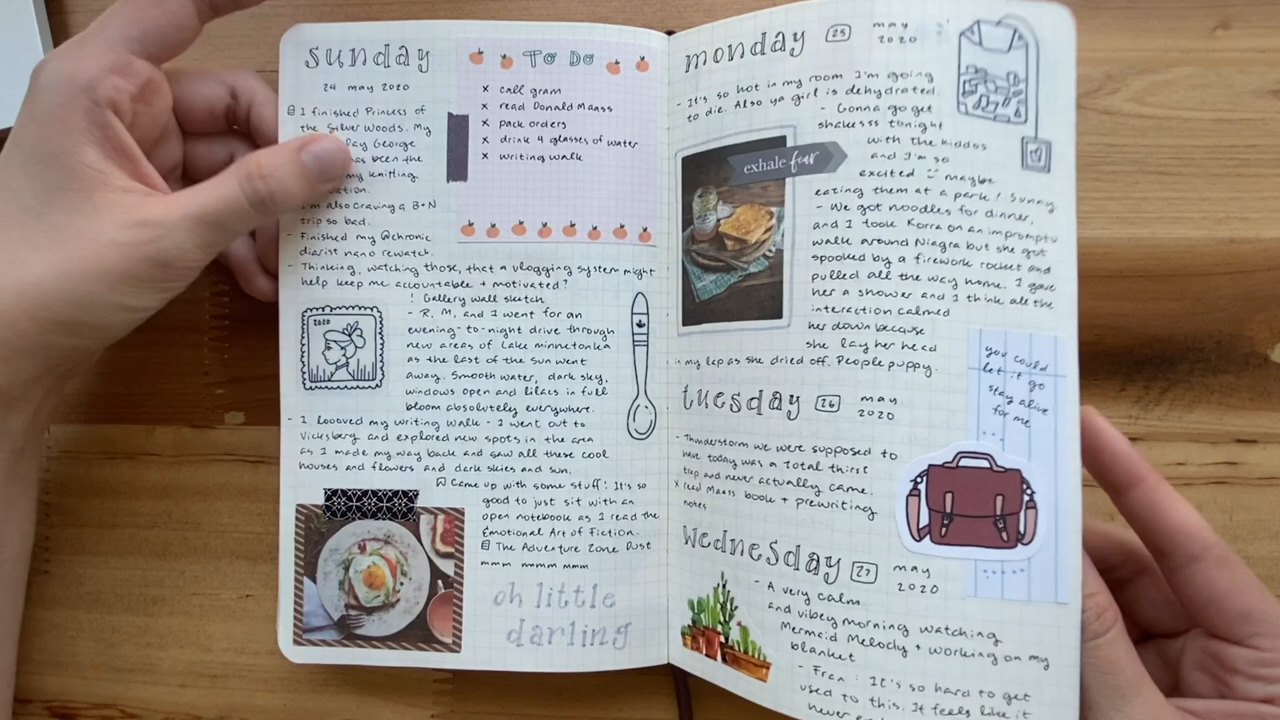 sunday
24 may 2020
I finished Princess of
the Silver Woods. My
Day George
has been the
my knitting
I'm also craving a B+N
trip so bad.
- Finished my @chronic
diarist nano rewatch.
- Thinking, watching those, that a vlogging system might
help keep me accountable + motivated?
! Gallery wall sketch
- R, M, and I went for an
evening-to-night drive through
new areas of Lake minnetonka
as the last of the sun went
away. Smooth water, dark sky,
windows open and lilacs in full
bloom absolutely everywhere.
2020
- I loooved my writing walk - I went out to
Vicksberg and explored new spots in the area
as I made my way back and saw all these cool
houses and flowers and dark skies and sun.
Came up with some stuff! It's so
good to just sit with an
open notebook as I read the
Emotional Art of Fiction.
The Adventure Zone Dust
mmm mmm mmm
oh little
darling
TO DO
x call gram
x read Donald Maass
x pack orders
x drink 4 glasses of water
x writing walk
monday 25 may
2020
- It's so hot in my room I'm going
to die. Also ya girl is dehydrated.
- Gonna go get
shakesss tonight
with the kiddos
and I'm so
excited maybe
eating them at a park! Sunny
exhale fear
- We got noodles for dinner,
and I took Korra on an impromptu
walk around Niagra but she got
spooked by a firework rocket and
pulled all the way home. I gave
her a shower and I think all the
interaction calmed
her down because
she lay her head
in my lap as she dried off. People puppy.
you could
let it go
stay alive
for me
tuesday 26 may
2020
- Thunderstorm we were supposed to
have today was a total thirst
trap and never actually came.
x read Maass book + prewriting
notes
wednesday 27 may
2020
- A very calm
and vibey morning watching
Mermaid Melody + working on my
blanket
- Fran: It's so hard to get
used to this. It feels like it
never